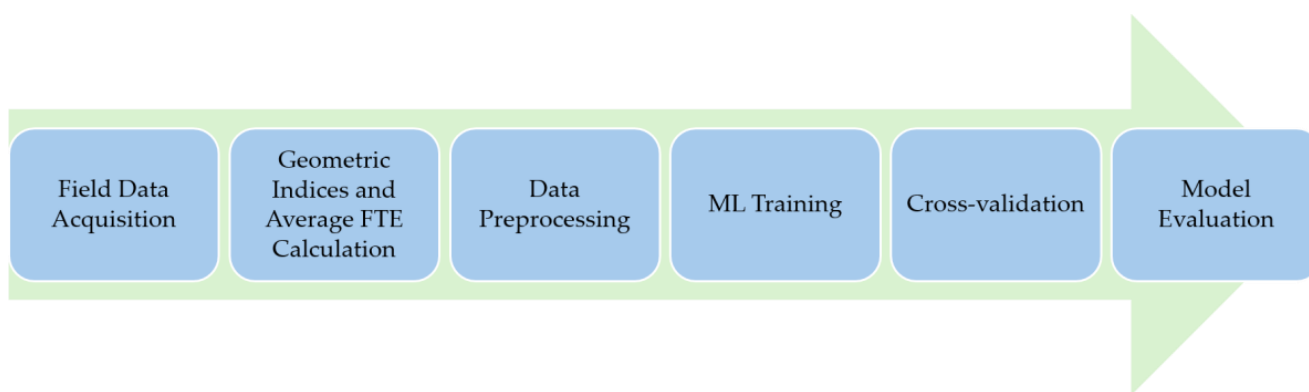 Field Data
Acquisition
Geometric
Indices and
Average FTE
Calculation
Data
Preprocessing
ML Training
Cross-validation
Model
Evaluation